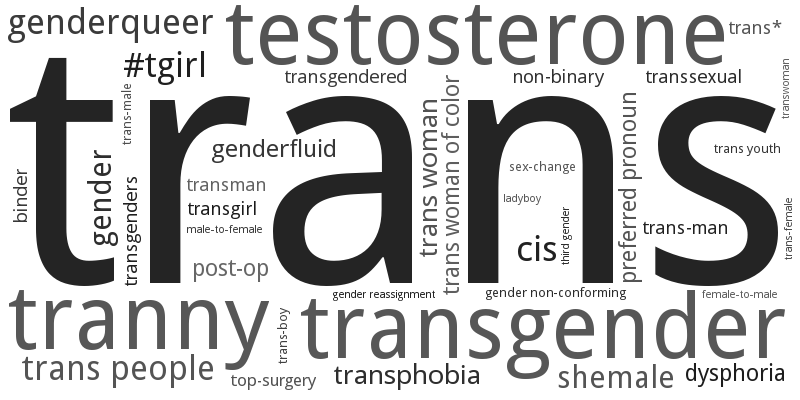 genderqueer
testosterone
trans*
#tgirl
transgendered
non-binary
transsexual
transwoman
trans-male
trans
genderfluid
trans woman
trans woman of color
preferred pronoun
trans youth
binder
gender
transgenders
transman
sex-change
transgirl
ladyboy
male-to-female
third gender
trans-man
trans-female
cis
post-op
gender reassignment
gender non-conforming
female-to-male
tranny
trans-boy
transgender
trans people
top-surgery
transphobia
shemale
dysphoria